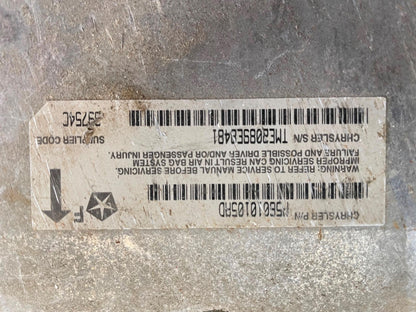 CHRYSLER P/N
P56010105AD
F
WARNING: REFER TO SERVICE MANUAL BEFORE SERVICING.
IMPROPER SERVICING CAN RESULT IN AIR BAG SYSTEM
FAILURE AND POSSIBLE DRIVER AND/OR PASSENGER INJURY.
CHRYSLER S/N
SUPPLIER CODE